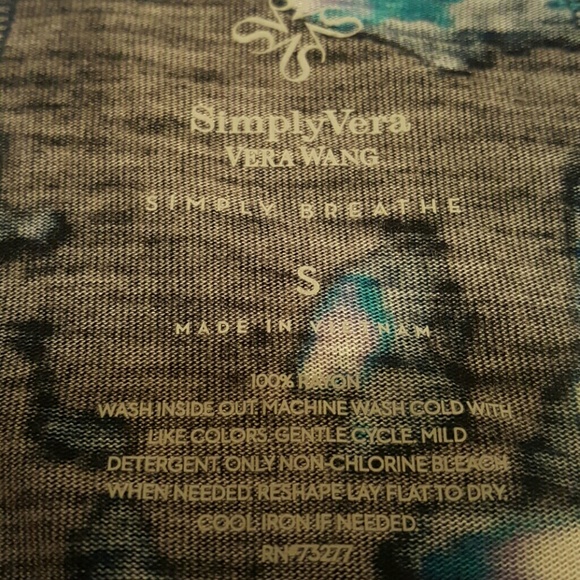 SimplyVera
VERA WANG
SIMPLY BREATHE
S
MADE IN VIETNAM
100% RAYON
WASH INSIDE OUT. MACHINE WASH COLD WITH
LIKE COLORS. GENTLE CYCLE. MILD
DETERGENT. ONLY NON-CHLORINE BLEACH
WHEN NEEDED. RESHAPE LAY FLAT TO DRY.
COOL IRON IF NEEDED.
RN#73277